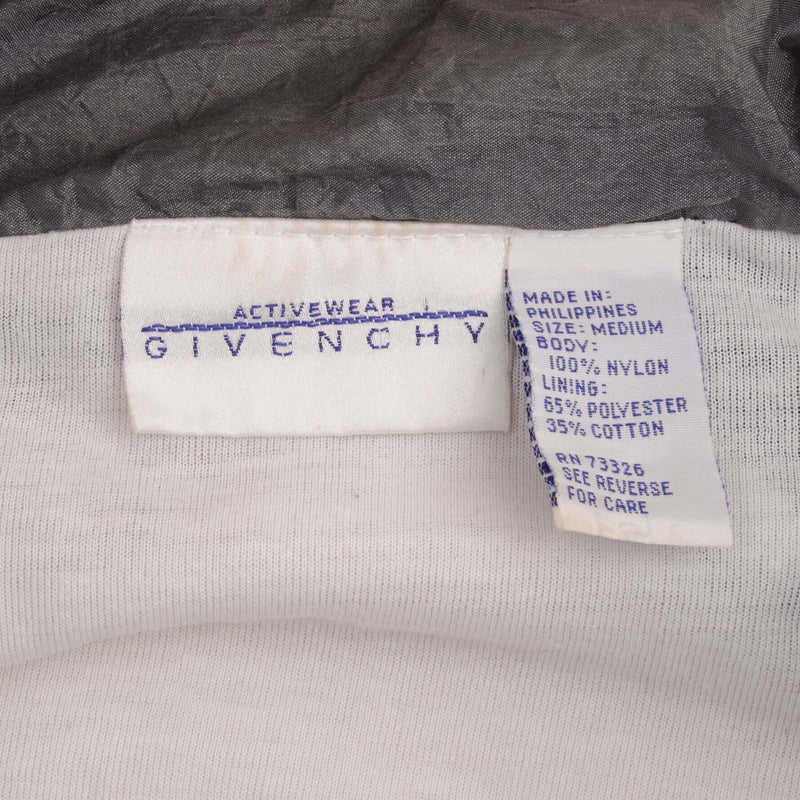 ACTIVEWEAR
GIVENCHY
MADE IN:
PHILIPPINES
SIZE: MEDIUM
BODY:
100% NYLON
LINING:
65% POLYESTER
35% COTTON
RN 73326
SEE REVERSE
FOR CARE